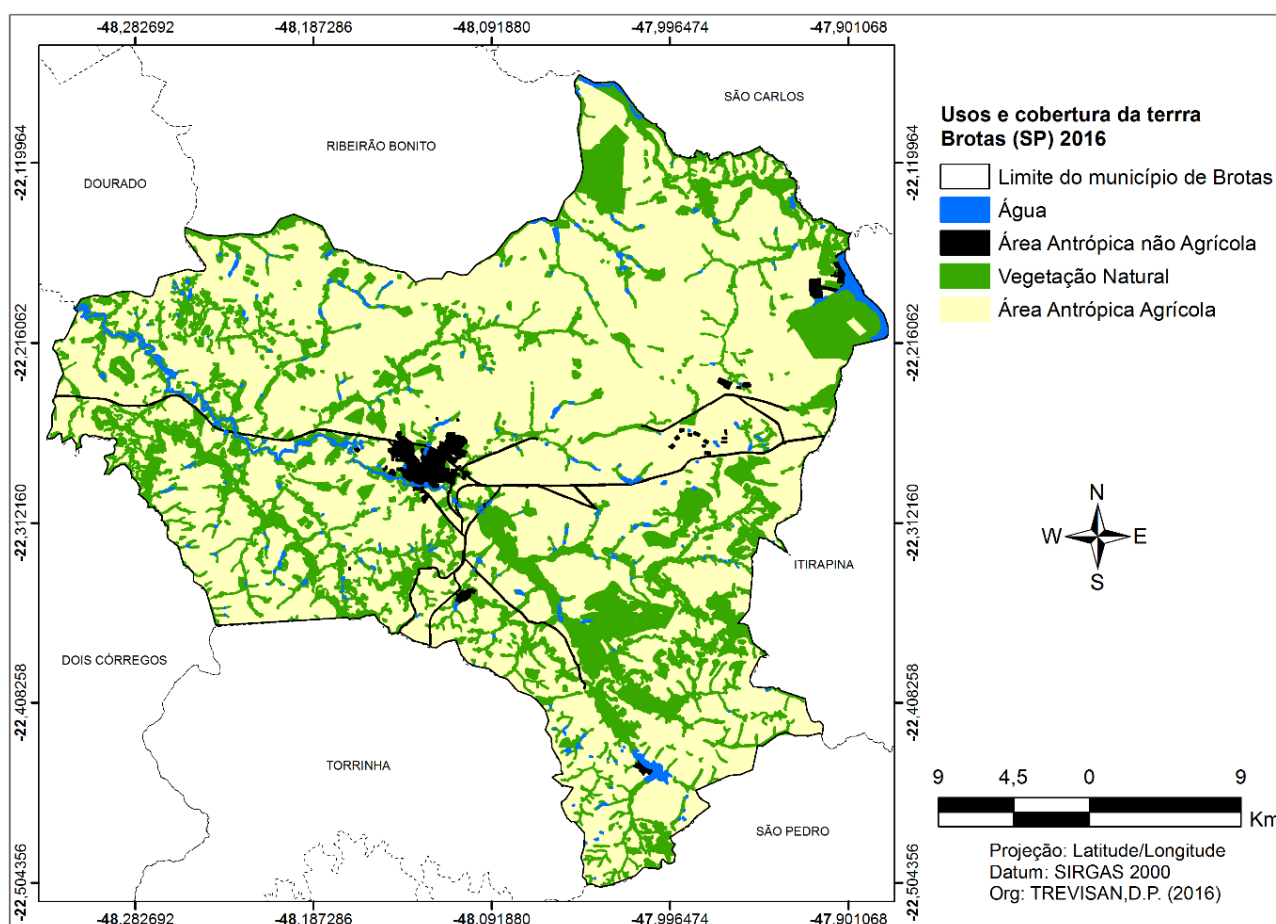 -48,282692 -48,187286 -48,091880 -47,996474 -47,901068
SÃO CARLOS
RIBEIRÃO BONITO
DOURADO
-22,119964 -22,119964
-22,216062 -22,216062
-22,312160 -22,312160
ITIRAPINA
DOIS CÓRREGOS
-22,408258 -22,408258
TORRINHA
SÃO PEDRO
-22,504356 -22,504356
-48,282692 -48,187286 -48,091880 -47,996474 -47,901068
Usos e cobertura da terrra
Brotas (SP) 2016
Limite do município de Brotas
Água
Área Antrópica não Agrícola
Vegetação Natural
Área Antrópica Agrícola
N
W E
S
9 4,5 0 9
Km
Projeção: Latitude/Longitude
Datum: SIRGAS 2000
Org: TREVISAN,D.P. (2016)